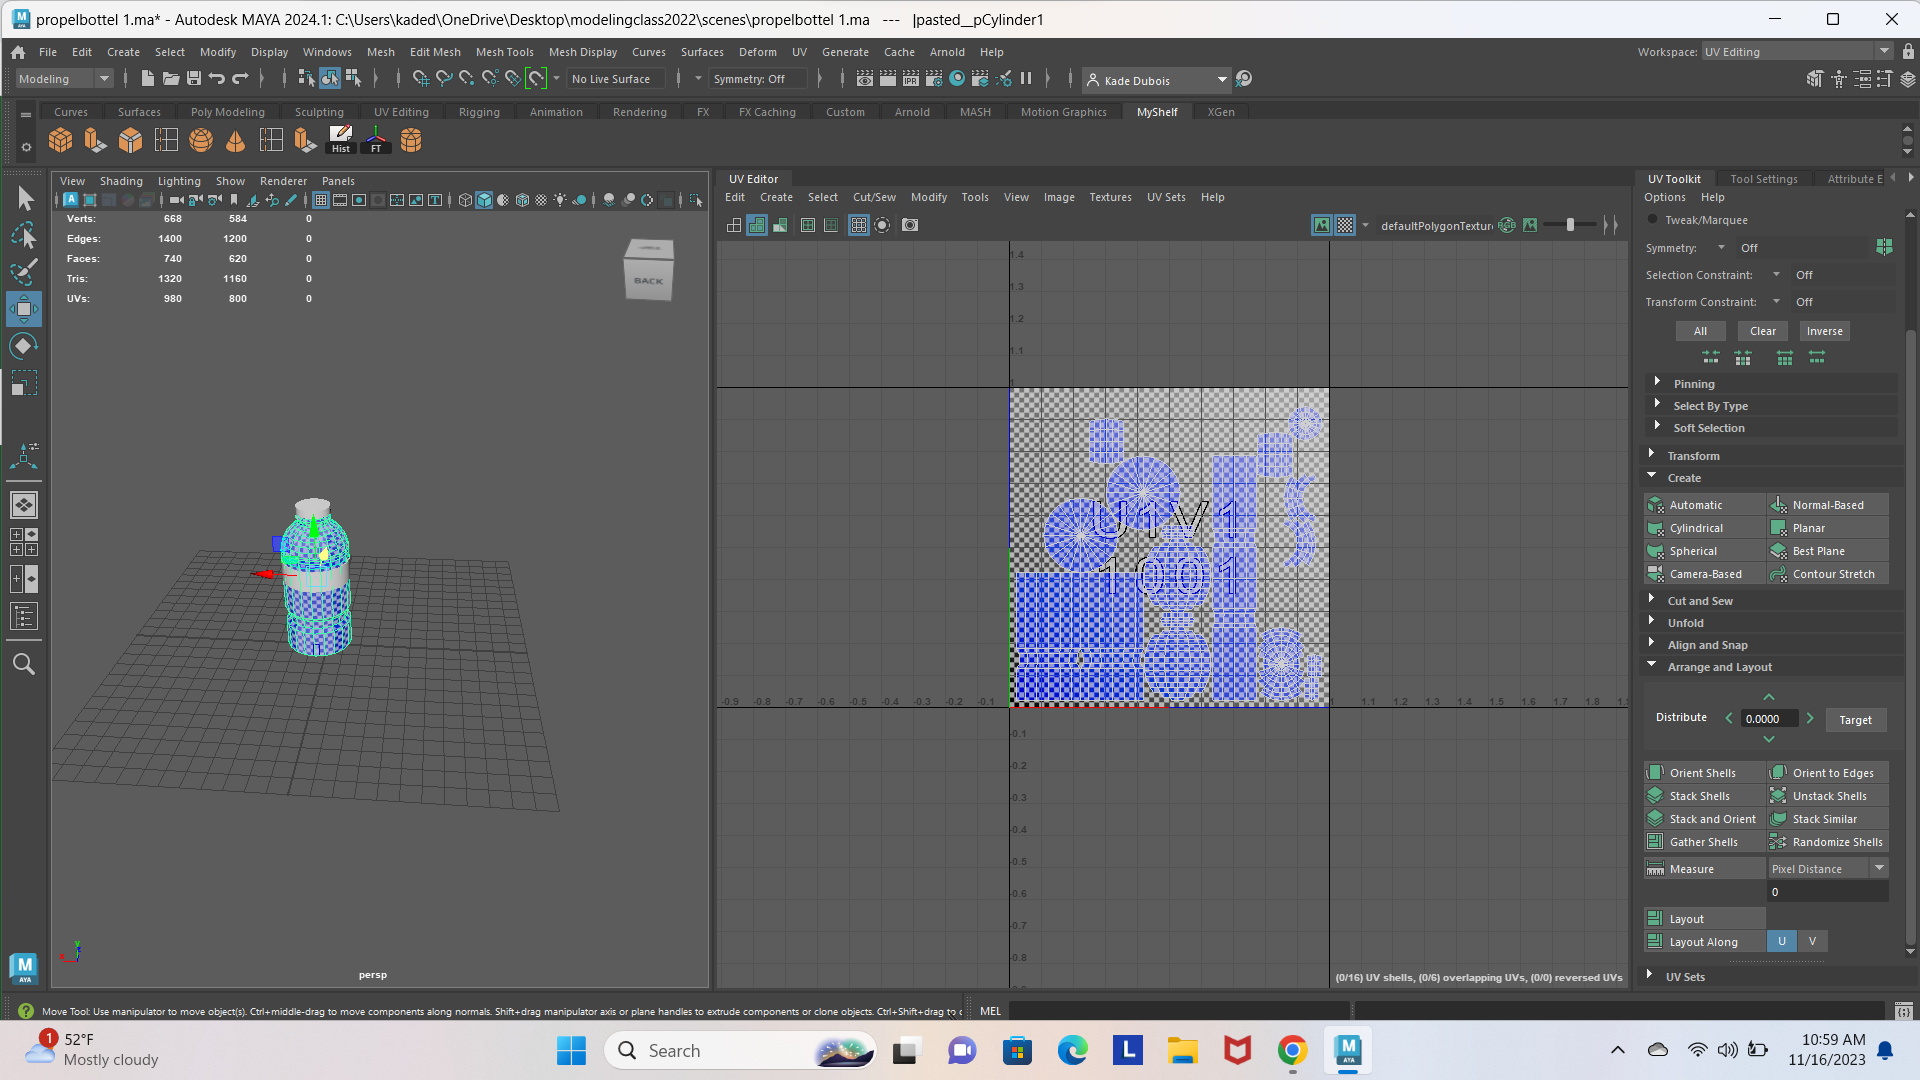 propelbottel 1.ma* - Autodesk MAYA 2024.1: C:\Users\kaded\OneDrive\Desktop\modelingclass2022\scenes\propelbottel 1.ma --- |pasted__pCylinder1
File Edit Create Select Modify Display Windows Mesh Edit Mesh Mesh Tools Mesh Display Curves Surfaces Deform UV Generate Cache Arnold Help
Workspace: UV Editing
Modeling
No Live Surface
Symmetry: Off
IPR
Kade Dubois
Curves Surfaces Poly Modeling Sculpting UV Editing Rigging Animation Rendering FX FX Caching Custom Arnold MASH Motion Graphics MyShelf XGen
Hist FT
View Shading Lighting Show Renderer Panels
Verts: 668 584 0
Edges: 1400 1200 0
Faces: 740 620 0
Tris: 1320 1160 0
UVs: 980 800 0
BACK
persp
UV Editor
Edit Create Select Cut/Sew Modify Tools View Image Textures UV Sets Help
defaultPolygonTextur
1.4
1.3
1.2
1.1
1
U1V1
1001
-0.9 -0.8 -0.7 -0.6 -0.5 -0.4 -0.3 -0.2 -0.1 1 1.1 1.2 1.3 1.4 1.5 1.6 1.7 1.8
-0.1
-0.2
-0.3
-0.4
-0.5
-0.6
-0.7
-0.8
(0/16) UV shells, (0/6) overlapping UVs, (0/0) reversed UVs
UV Toolkit Tool Settings Attribute E
Options Help
Tweak/Marquee
Symmetry: Off
Selection Constraint: Off
Transform Constraint: Off
All Clear Inverse
Pinning
Select By Type
Soft Selection
Transform
Create
Automatic Normal-Based
Cylindrical Planar
Spherical Best Plane
Camera-Based Contour Stretch
Cut and Sew
Unfold
Align and Snap
Arrange and Layout
Distribute 0.0000 Target
Orient Shells Orient to Edges
Stack Shells Unstack Shells
Stack and Orient Stack Similar
Gather Shells Randomize Shells
Measure Pixel Distance
0
Layout
Layout Along U V
UV Sets
Move Tool: Use manipulator to move object(s). Ctrl+middle-drag to move components along normals. Shift+drag manipulator axis or plane handles to extrude components or clone objects. Ctrl+Shift+drag to
MEL
1
52°F
Mostly cloudy
Search
10:59 AM
11/16/2023